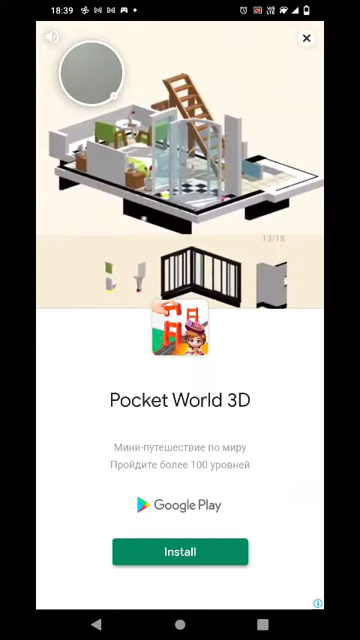 18:39
13/18
Pocket World 3D
Мини-путешествие по миру
Пройдите более 100 уровней
Google Play
Install